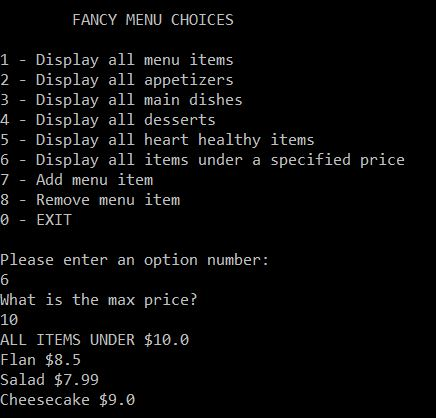 FANCY MENU CHOICES
1 - Display all menu items
2 - Display all appetizers
3 - Display all main dishes
4 - Display all desserts
5 - Display all heart healthy items
6 - Display all items under a specified price
7 - Add menu item
8 - Remove menu item
0 - EXIT
Please enter an option number:
6
What is the max price?
10
ALL ITEMS UNDER $10.0
Flan $8.5
Salad $7.99
Cheesecake $9.0